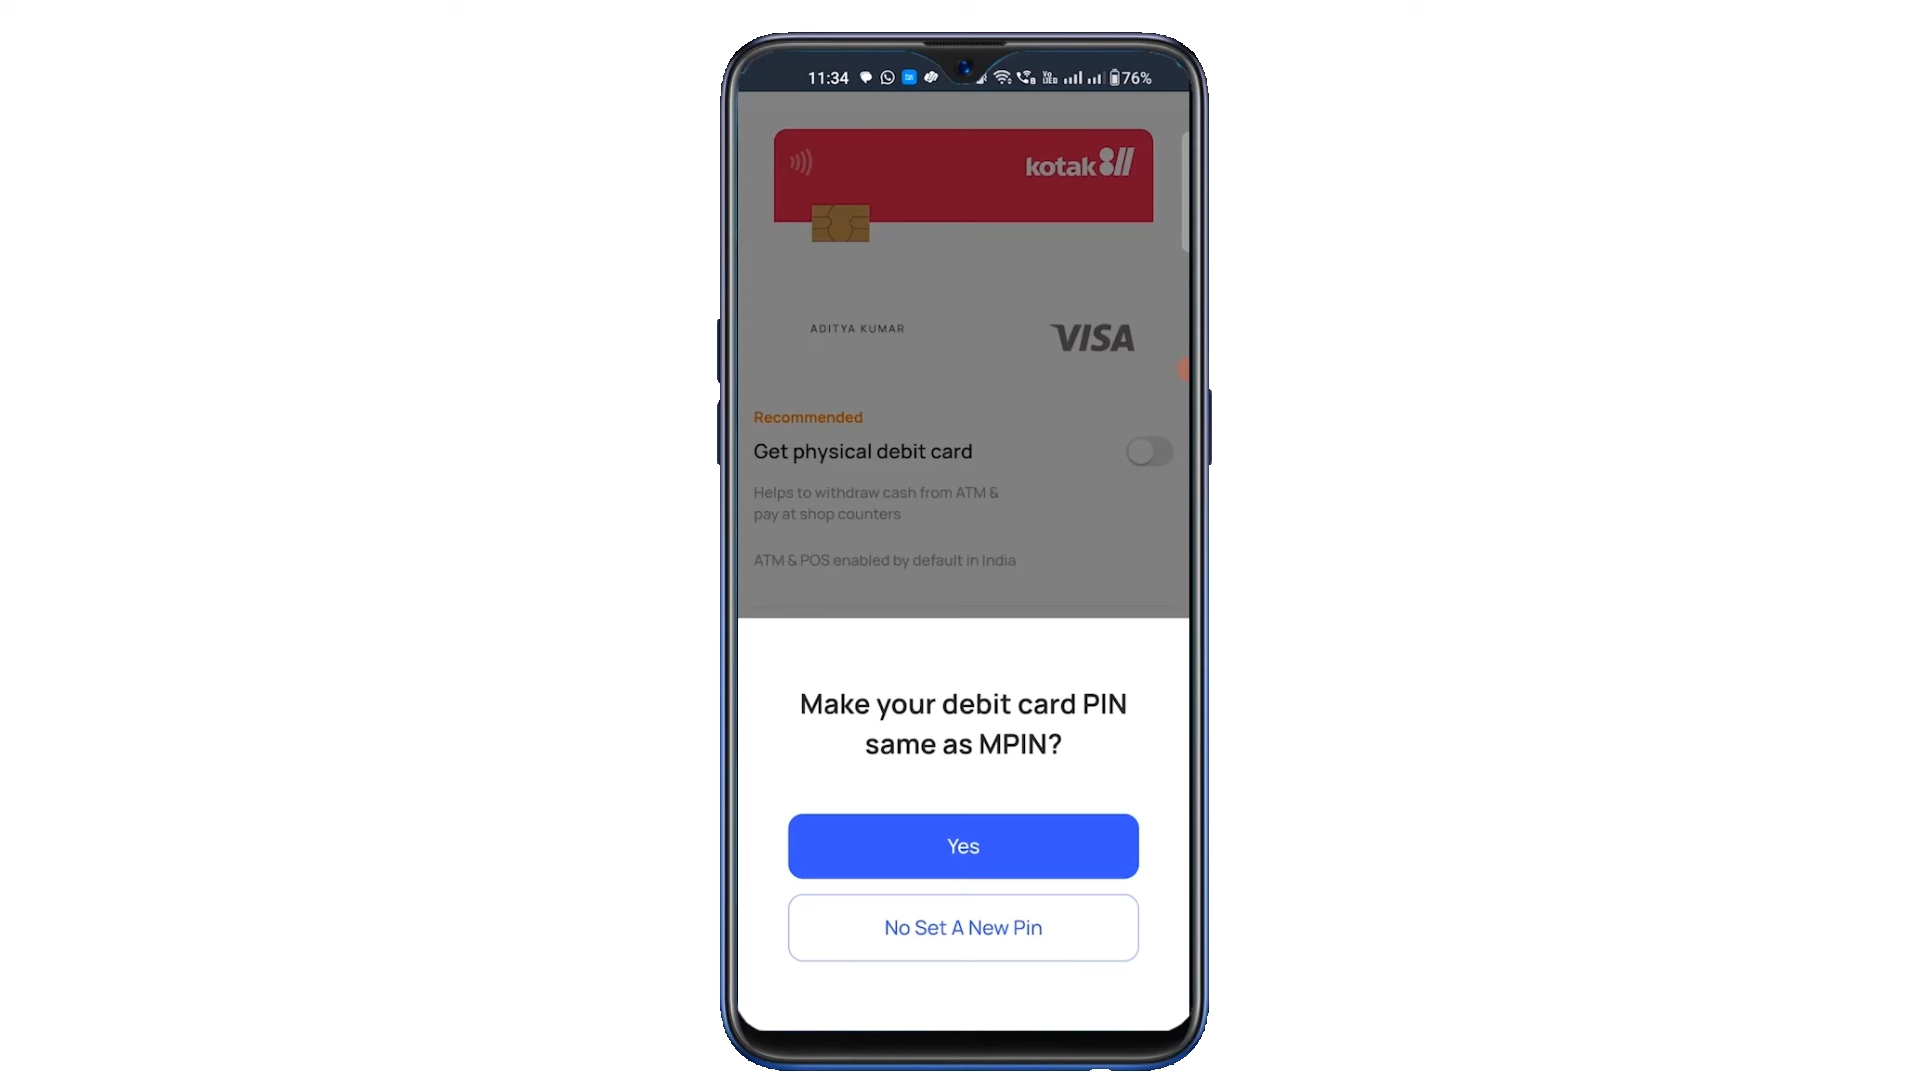 11:34
76%
kotak811
ADITYA KUMAR
VISA
Recommended
Get physical debit card
Helps to withdraw cash from ATM &
pay at shop counters
ATM & POS enabled by default in India
Make your debit card PIN
same as MPIN?
Yes
No Set A New Pin